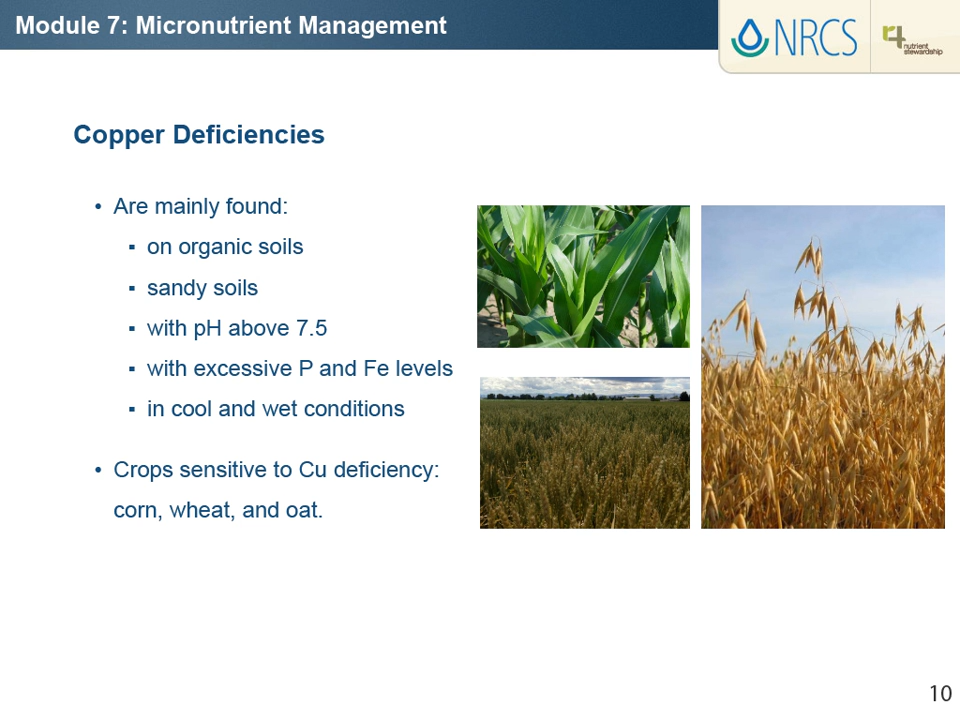 Module 7: Micronutrient Management
NRCS
r4
nutrient
stewardship
Copper Deficiencies
• Are mainly found:
▪ on organic soils
▪ sandy soils
▪ with pH above 7.5
▪ with excessive P and Fe levels
▪ in cool and wet conditions
• Crops sensitive to Cu deficiency:
corn, wheat, and oat.
10